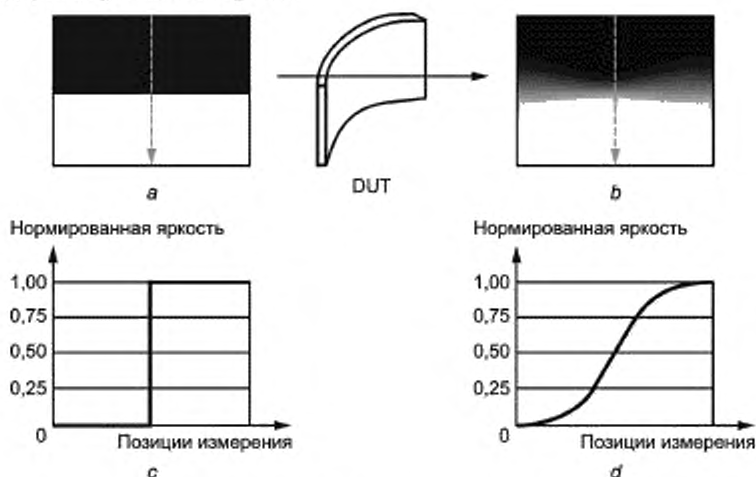 DUT
a
b
Нормированная яркость
Нормированная яркость
1,00
0,75
0,50
0,25
0
Позиции измерения
1,00
0,75
0,50
0,25
0
Позиции измерения
c
d